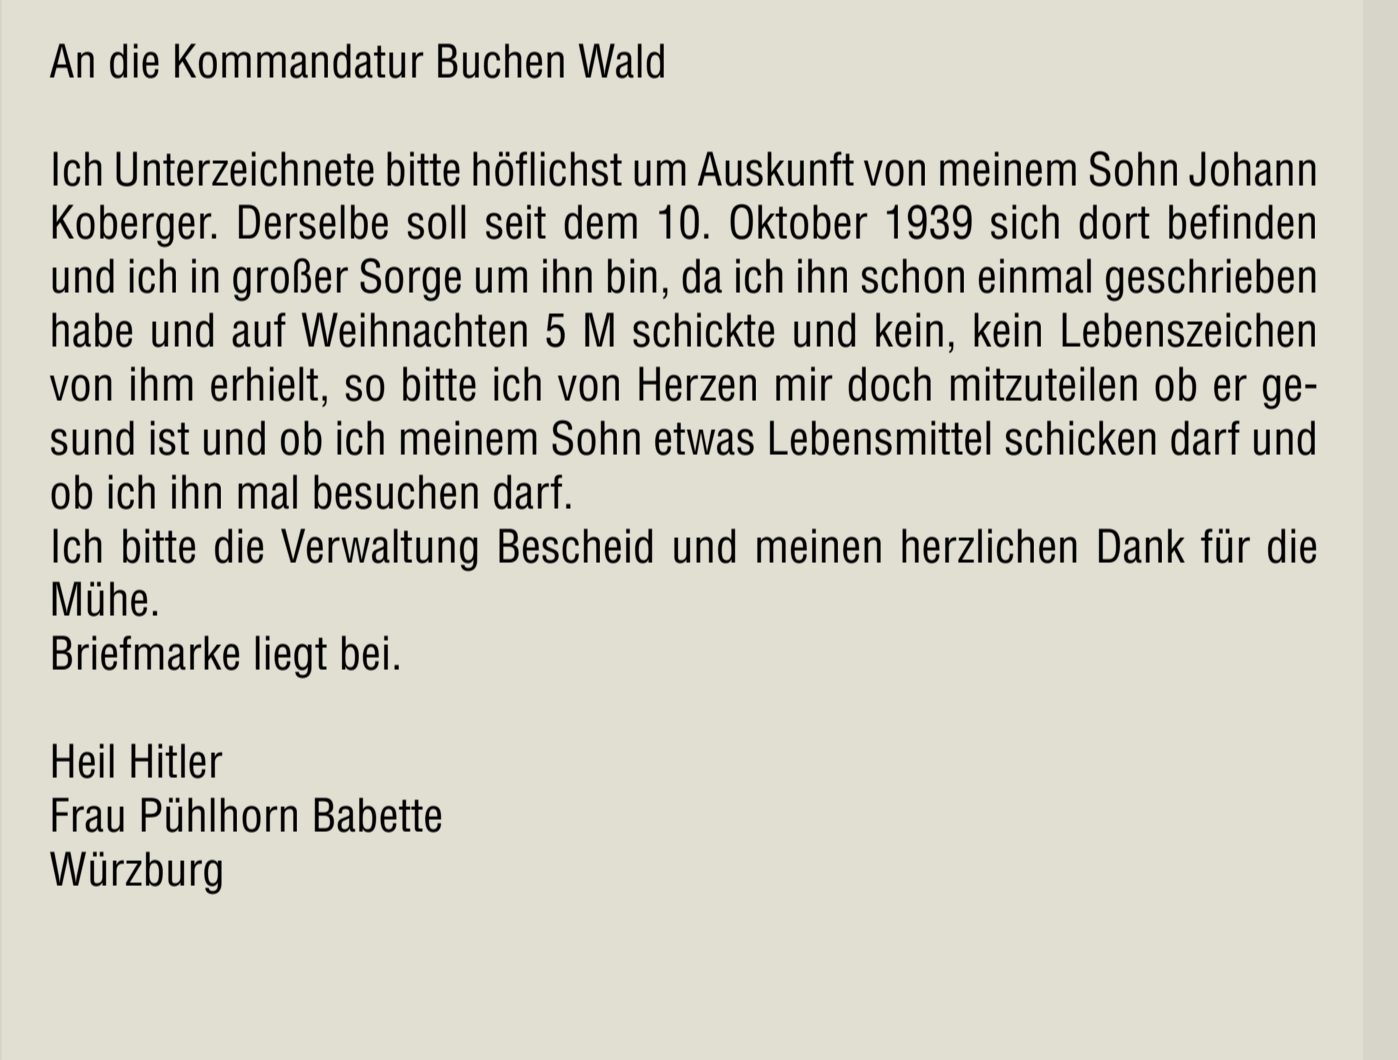 An die Kommandatur Buchen Wald
Ich Unterzeichnete bitte höflichst um Auskunft von meinem Sohn Johann
Koberger. Derselbe soll seit dem 10. Oktober 1939 sich dort befinden
und ich in großer Sorge um ihn bin, da ich ihn schon einmal geschrieben
habe und auf Weihnachten 5 M schickte und kein, kein Lebenszeichen
von ihm erhielt, so bitte ich von Herzen mir doch mitzuteilen ob er ge-
sund ist und ob ich meinem Sohn etwas Lebensmittel schicken darf und
ob ich ihn mal besuchen darf.
Ich bitte die Verwaltung Bescheid und meinen herzlichen Dank für die
Mühe.
Briefmarke liegt bei.
Heil Hitler
Frau Pühlhorn Babette
Würzburg